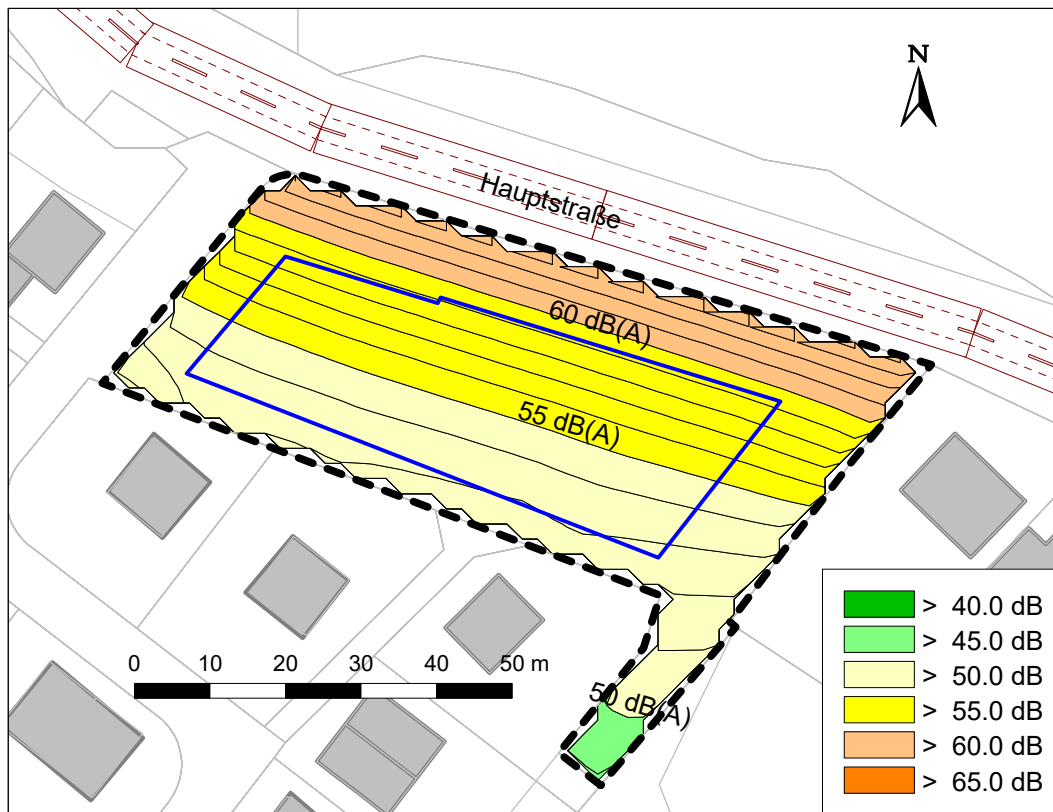 N
Hauptstraße
60 dB(A)
55 dB(A)
0 10 20 30 40 50 m
50 dB(A)
> 40.0 dB
> 45.0 dB
> 50.0 dB
> 55.0 dB
> 60.0 dB
> 65.0 dB